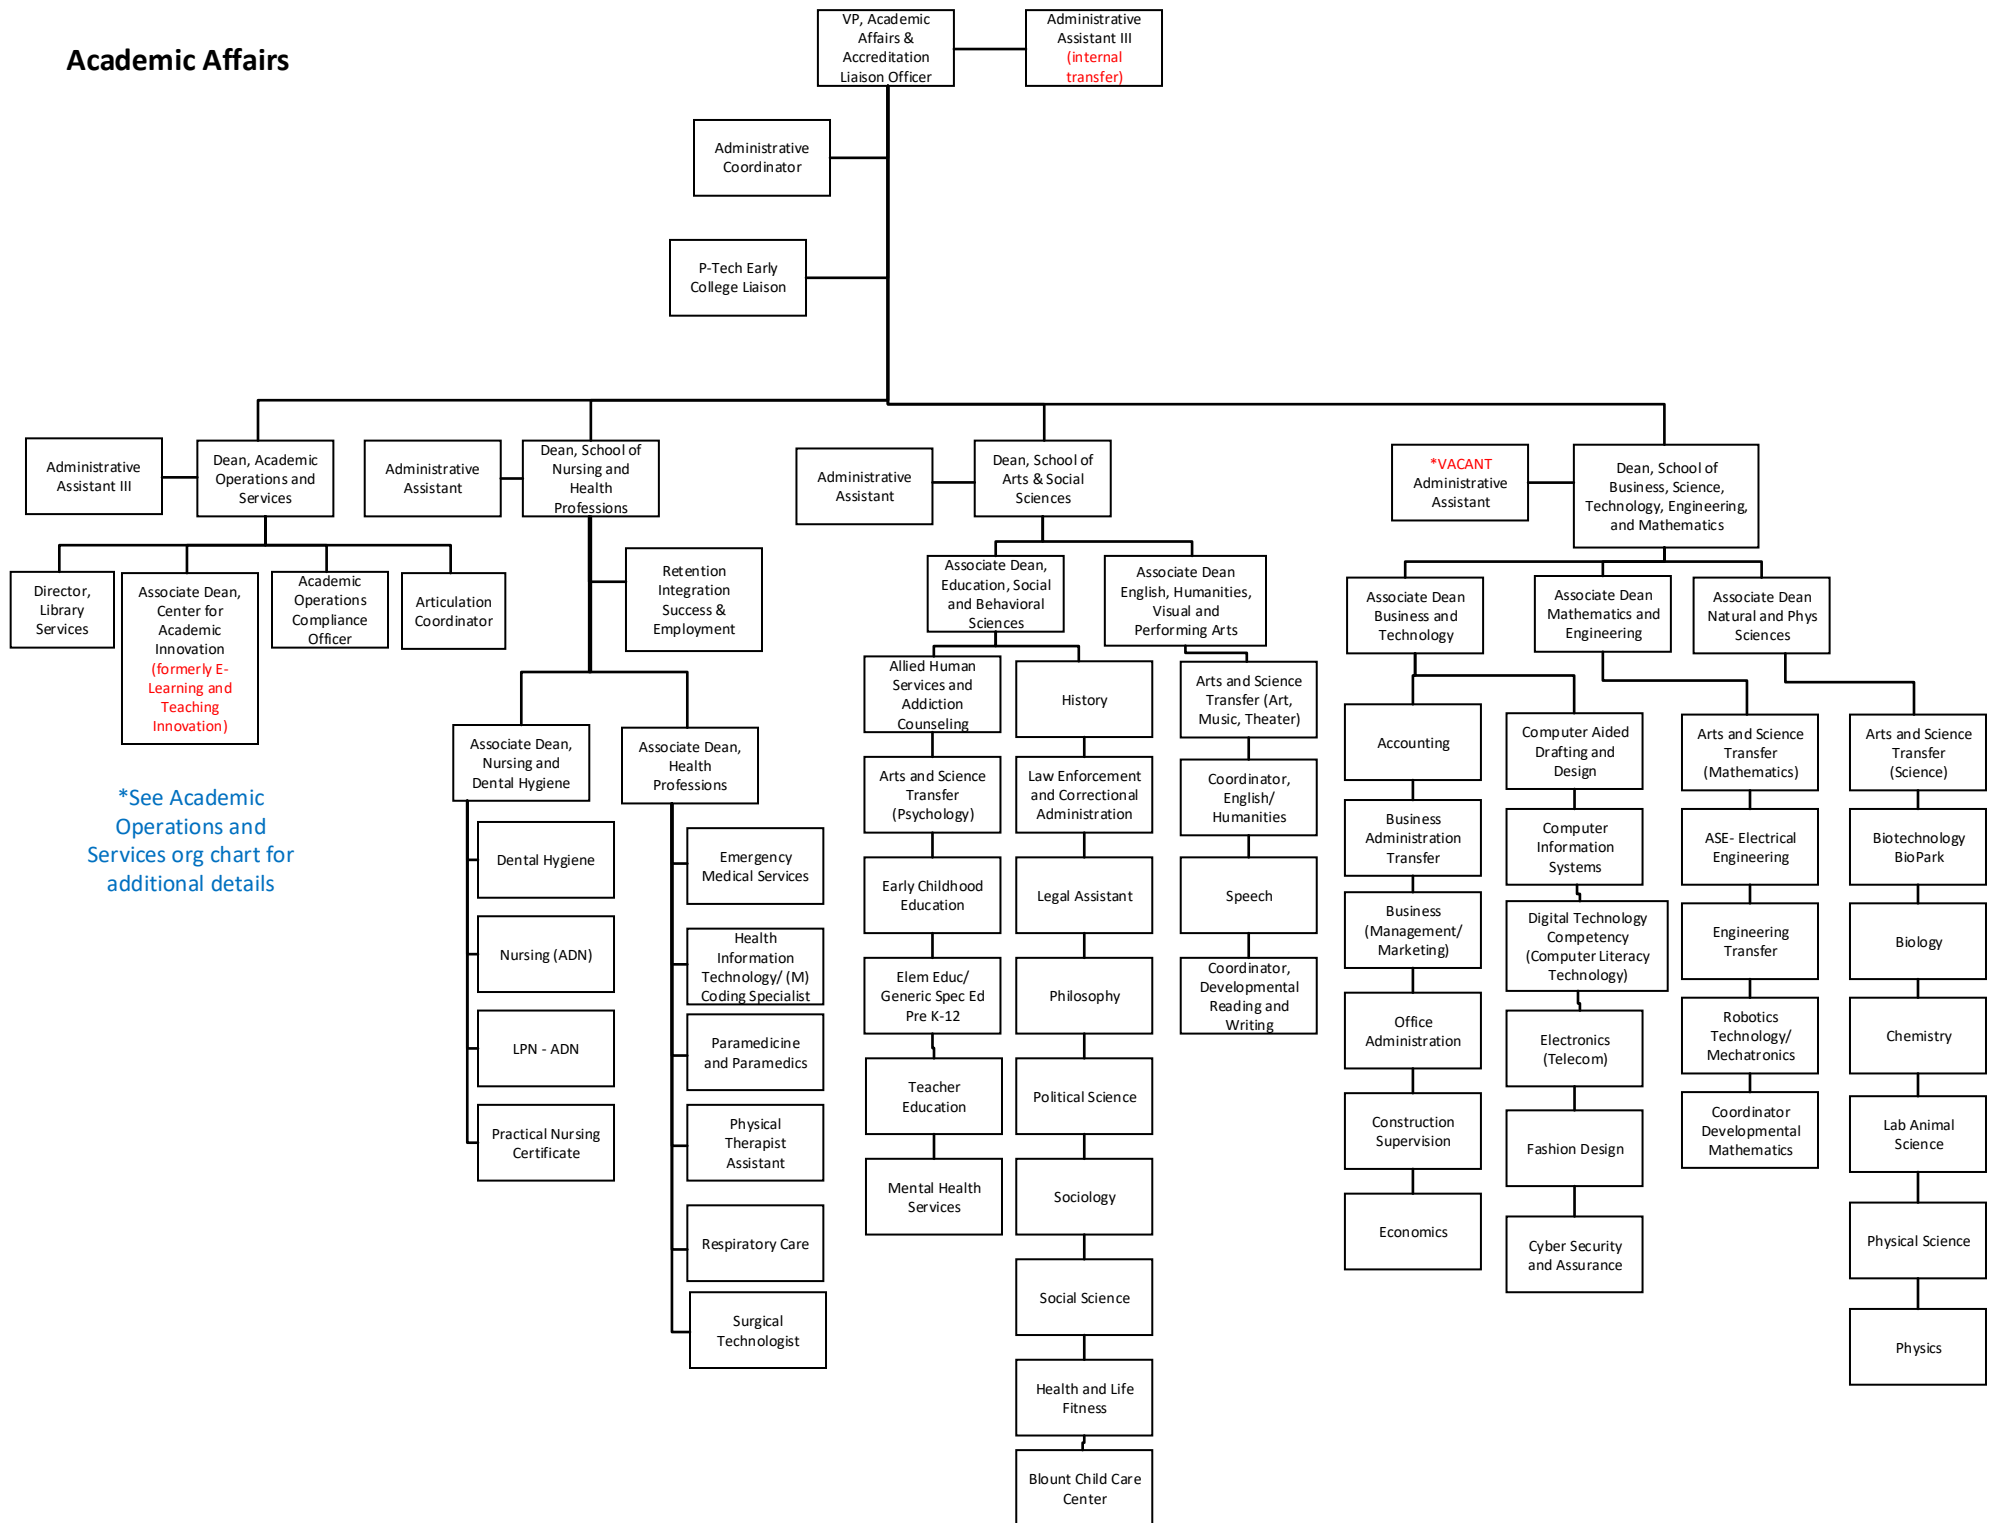 Academic Affairs
VP, Academic
Affairs &
Accreditation
Liaison Officer
Administrative
Assistant III
(internal
transfer)
Administrative
Coordinator
P-Tech Early
College Liaison
Administrative
Assistant III
Dean, Academic
Operations and
Services
Administrative
Assistant
Dean, School of
Nursing and
Health
Professions
Administrative
Assistant
Dean, School of
Arts & Social
Sciences
*VACANT
Administrative
Assistant
Dean, School of
Business, Science,
Technology, Engineering,
and Mathematics
Director,
Library
Services
Associate Dean,
Center for
Academic
Innovation
(formerly E-
Learning and
Teaching
Innovation)
Academic
Operations
Compliance
Officer
Articulation
Coordinator
*See Academic
Operations and
Services org chart for
additional details
Retention
Integration
Success &
Employment
Associate Dean,
Nursing and
Dental Hygiene
Associate Dean,
Health
Professions
Dental Hygiene
Nursing (ADN)
LPN - ADN
Practical Nursing
Certificate
Emergency
Medical Services
Health
Information
Technology/ (M)
Coding Specialist
Paramedicine
and Paramedics
Physical
Therapist
Assistant
Respiratory Care
Surgical
Technologist
Associate Dean,
Education, Social
and Behavioral
Sciences
Associate Dean
English, Humanities,
Visual and
Performing Arts
Allied Human
Services and
Addiction
Counseling
Arts and Science
Transfer
(Psychology)
Early Childhood
Education
Elem Educ/
Generic Spec Ed
Pre K-12
Teacher
Education
Mental Health
Services
History
Law Enforcement
and Correctional
Administration
Legal Assistant
Philosophy
Political Science
Sociology
Social Science
Health and Life
Fitness
Blount Child Care
Center
Arts and Science
Transfer (Art,
Music, Theater)
Coordinator,
English/
Humanities
Speech
Coordinator,
Developmental
Reading and
Writing
Associate Dean
Business and
Technology
Associate Dean
Mathematics and
Engineering
Associate Dean
Natural and Phys
Sciences
Accounting
Business
Administration
Transfer
Business
(Management/
Marketing)
Office
Administration
Construction
Supervision
Economics
Computer Aided
Drafting and
Design
Computer
Information
Systems
Digital Technology
Competency
(Computer Literacy
Technology)
Electronics
(Telecom)
Fashion Design
Cyber Security
and Assurance
Arts and Science
Transfer
(Mathematics)
ASE- Electrical
Engineering
Engineering
Transfer
Robotics
Technology/
Mechatronics
Coordinator
Developmental
Mathematics
Arts and Science
Transfer
(Science)
Biotechnology
BioPark
Biology
Chemistry
Lab Animal
Science
Physical Science
Physics